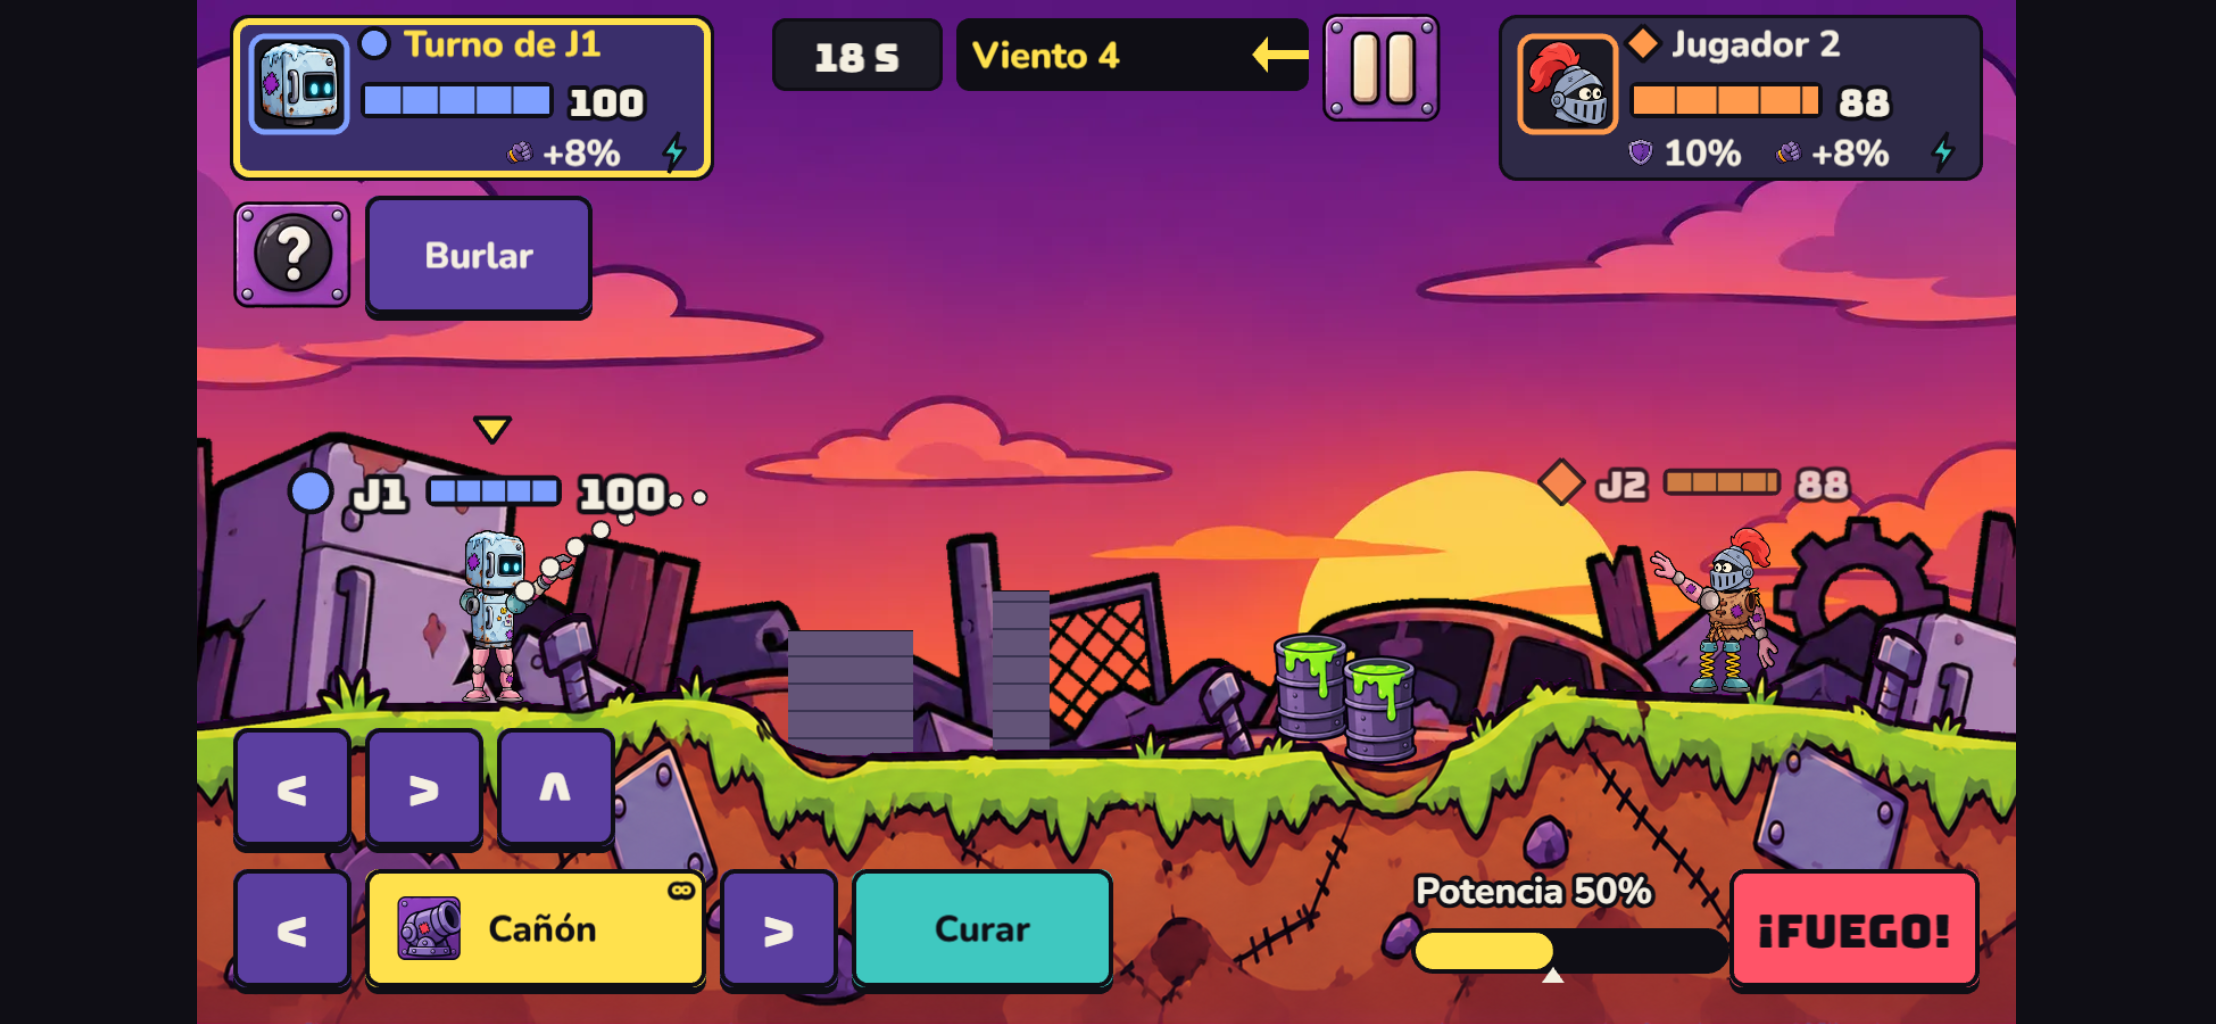 Turno de J1
100
+8%
18 S
Viento 4
Jugador 2
88
10% +8%
?
Burlar
J1 100
J2 88
< > ^
<
Cañón
∞
>
Curar
Potencia 50%
¡FUEGO!